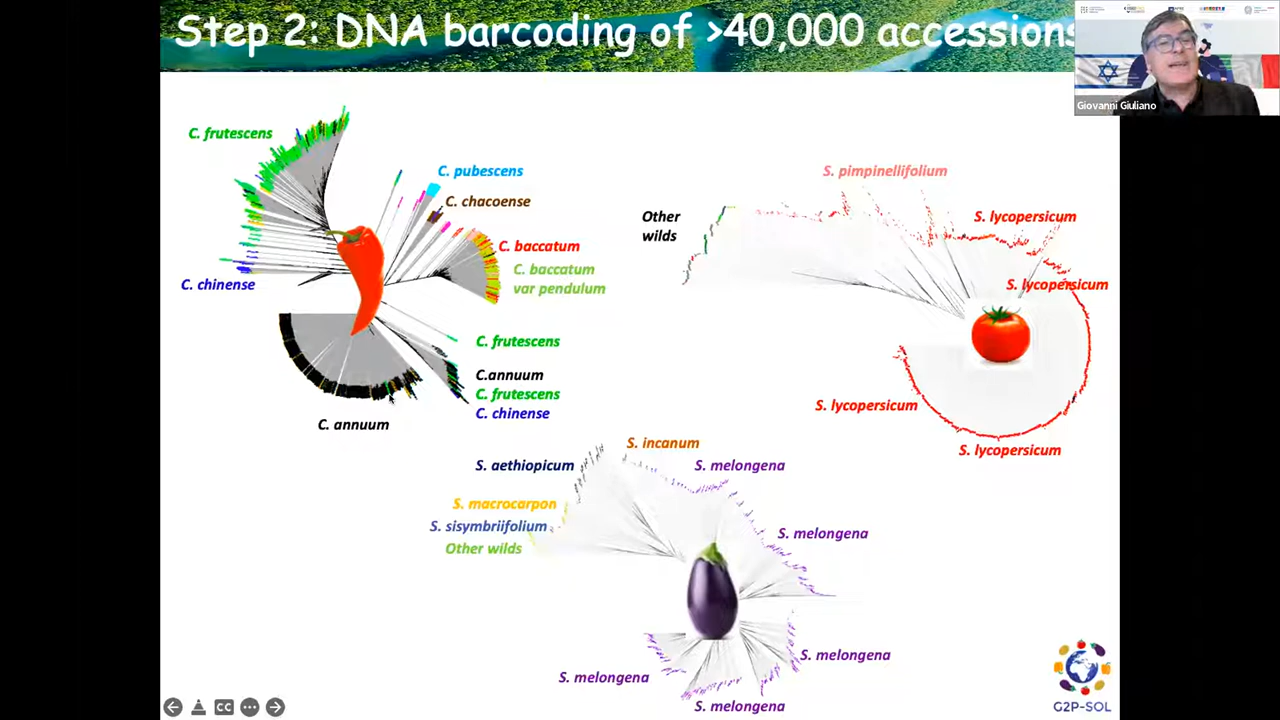 Step 2: DNA barcoding of >40,000 accessions
Giovanni Giuliano
C. frutescens
C. pubescens
C. chacoense
C. baccatum
C. baccatum
var pendulum
C. chinense
C. frutescens
C.annuum
C. frutescens
C. chinense
C. annuum
S. pimpinellifolium
Other
wilds
S. lycopersicum
S. lycopersicum
S. lycopersicum
S. lycopersicum
S. incanum
S. aethiopicum
S. melongena
S. macrocarpon
S. sisymbriifolium
Other wilds
S. melongena
S. melongena
S. melongena
S. melongena
G2P-SOL
CC